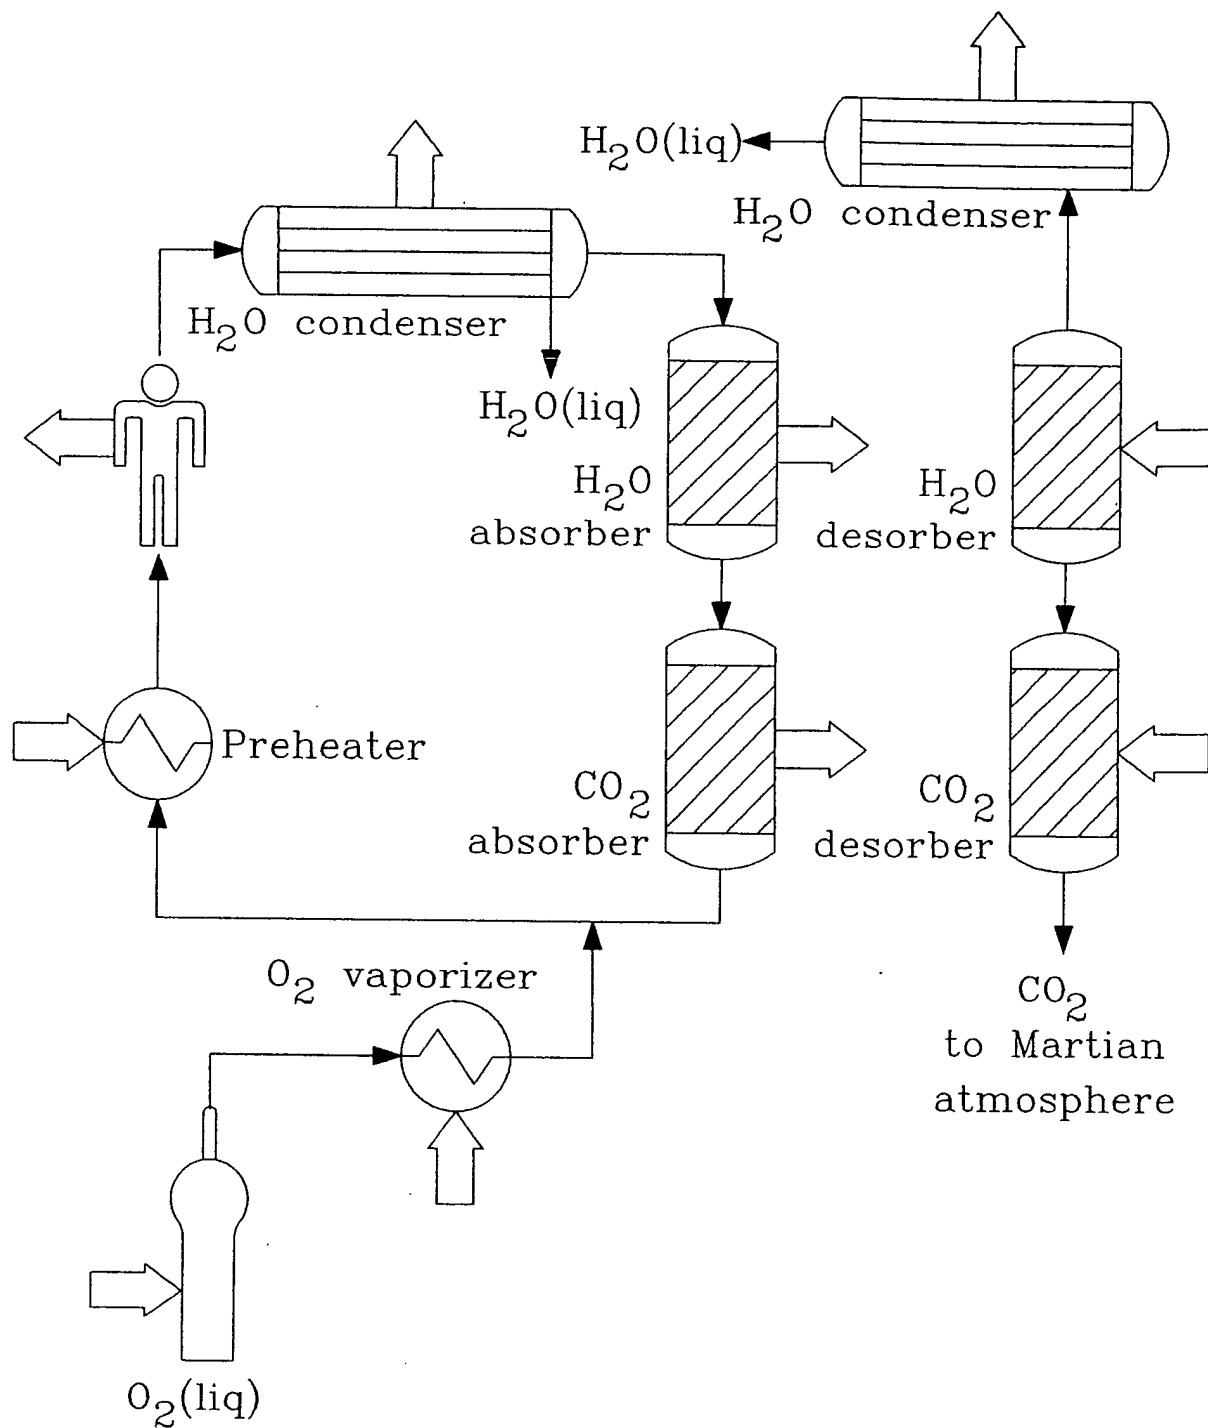 H₂O(liq)
H₂O condenser
H₂O condenser
H₂O(liq)
H₂O
absorber
H₂O
desorber
Preheater
CO₂
absorber
CO₂
desorber
O₂ vaporizer
CO₂
to Martian
atmosphere
O₂(liq)